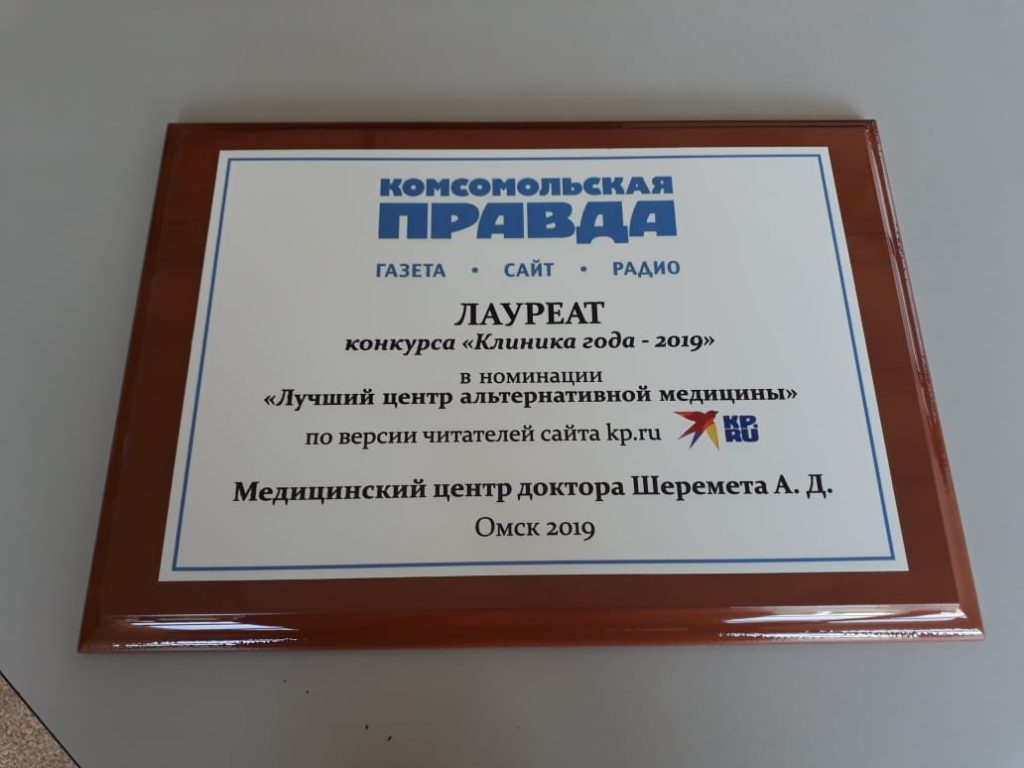 КОМСОМОЛЬСКАЯ
ПРАВДА
ГАЗЕТА • САЙТ • РАДИО
ЛАУРЕАТ
конкурса «Клиника года - 2019»
в номинации
«Лучший центр альтернативной медицины»
по версии читателей сайта kp.ru KP.
RU
Медицинский центр доктора Шеремета А. Д.
Омск 2019